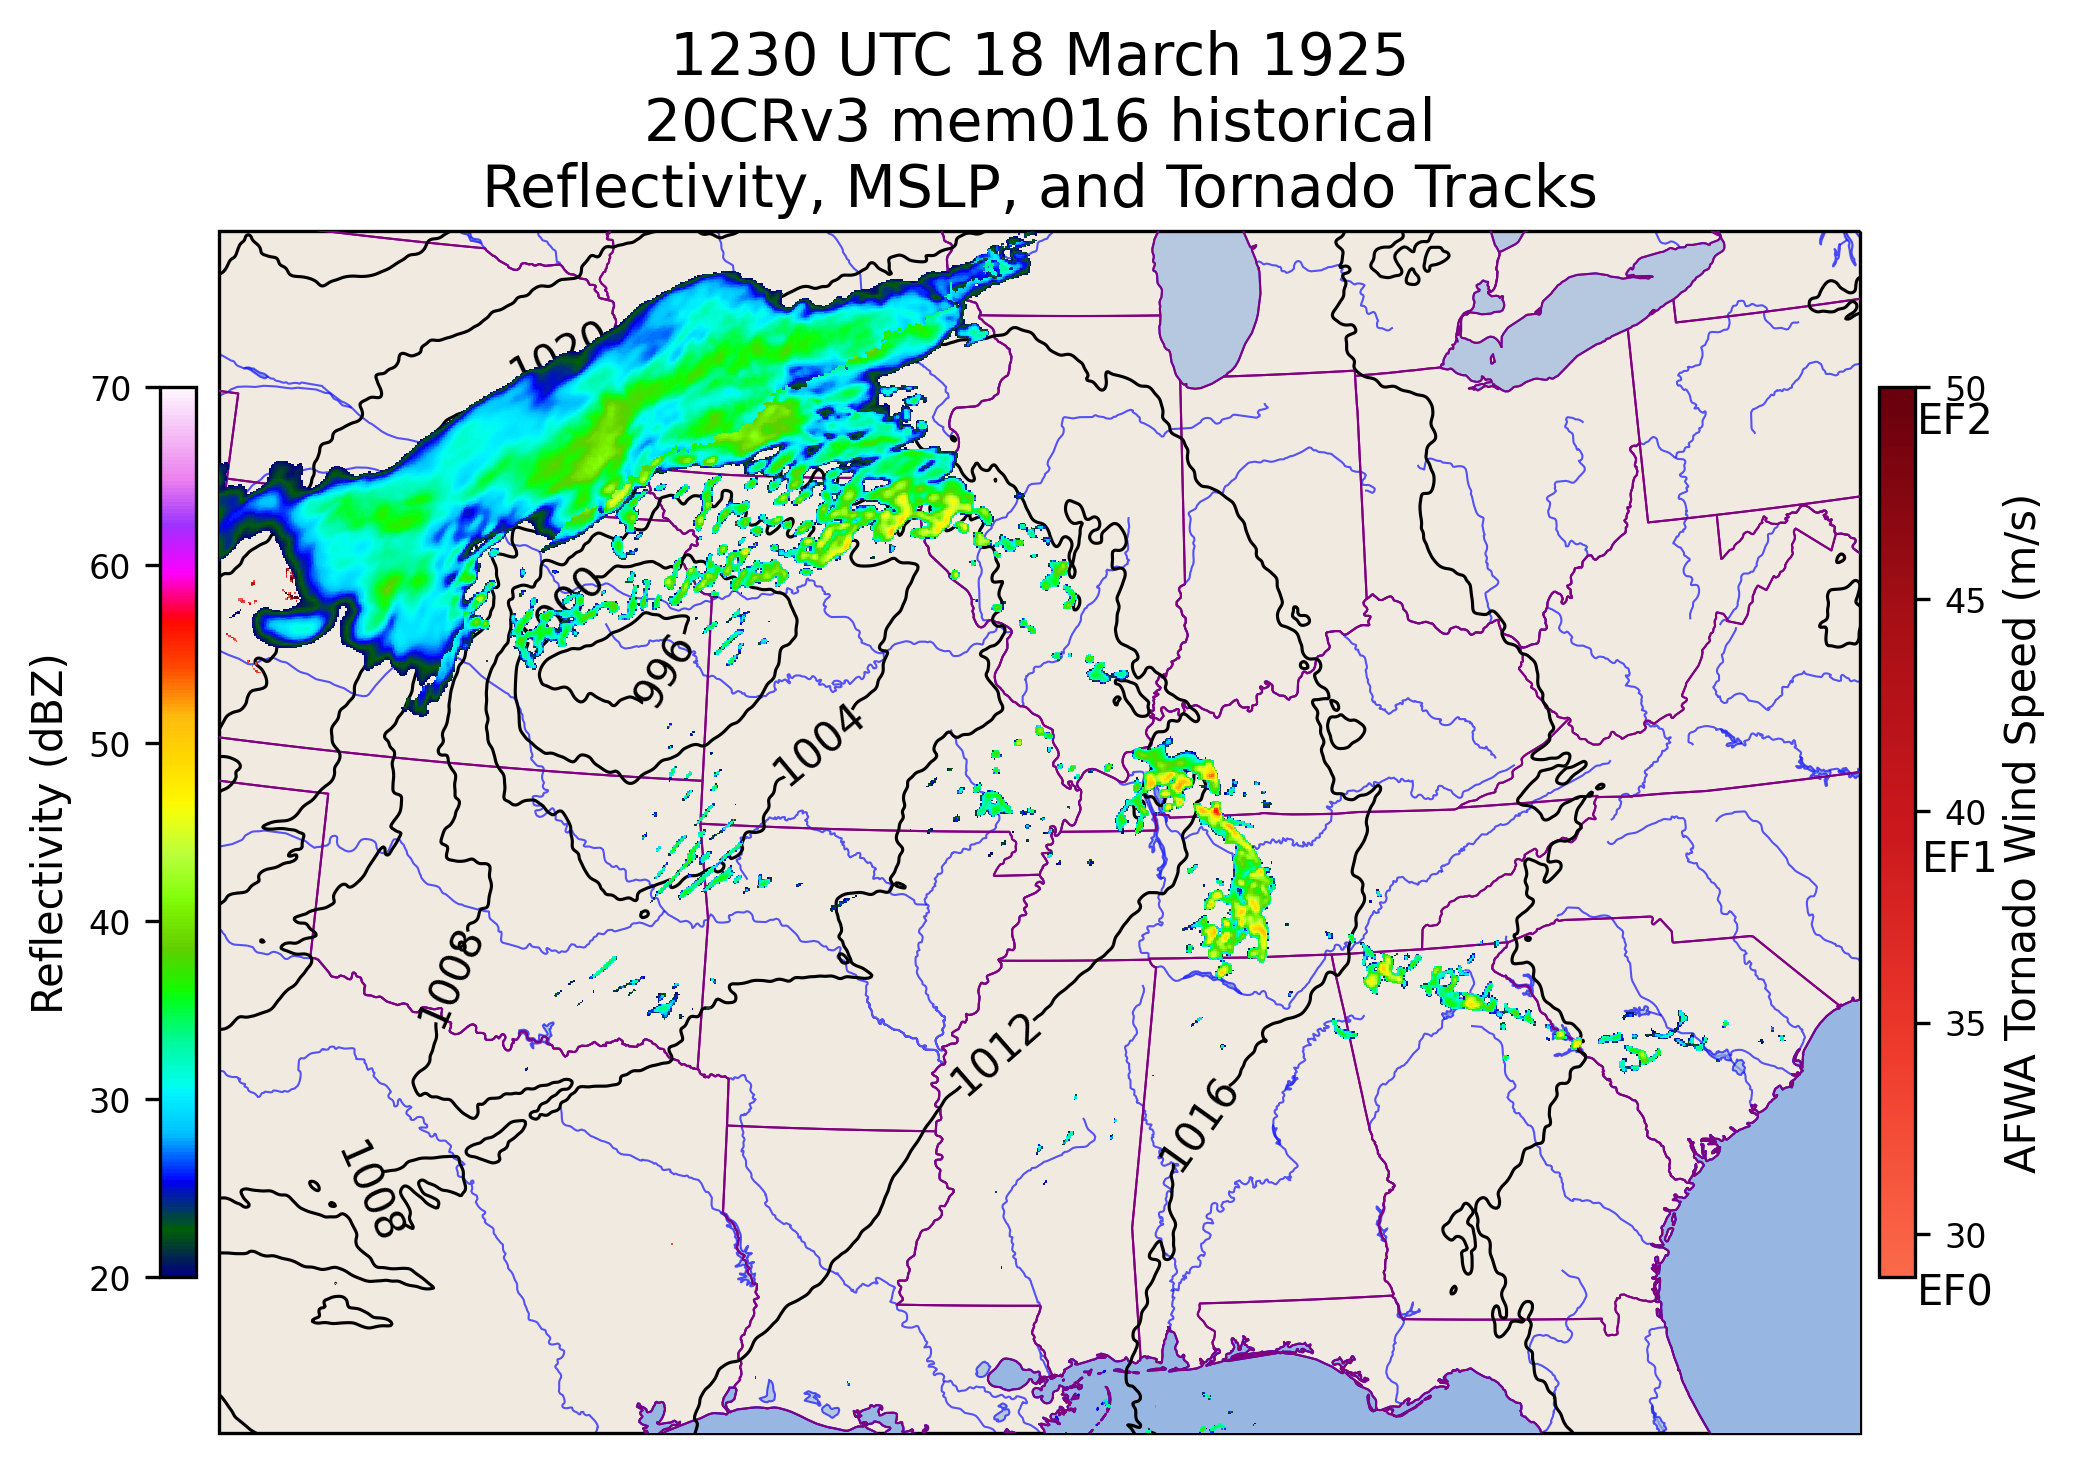 1230 UTC 18 March 1925
20CRv3 mem016 historical
Reflectivity, MSLP, and Tornado Tracks
1020
1000
996
1004
1008
1012
1016
1008
70
60
50
40
30
20
Reflectivity (dBZ)
50
EF2
45
40
EF1
35
30
EF0
AFWA Tornado Wind Speed (m/s)